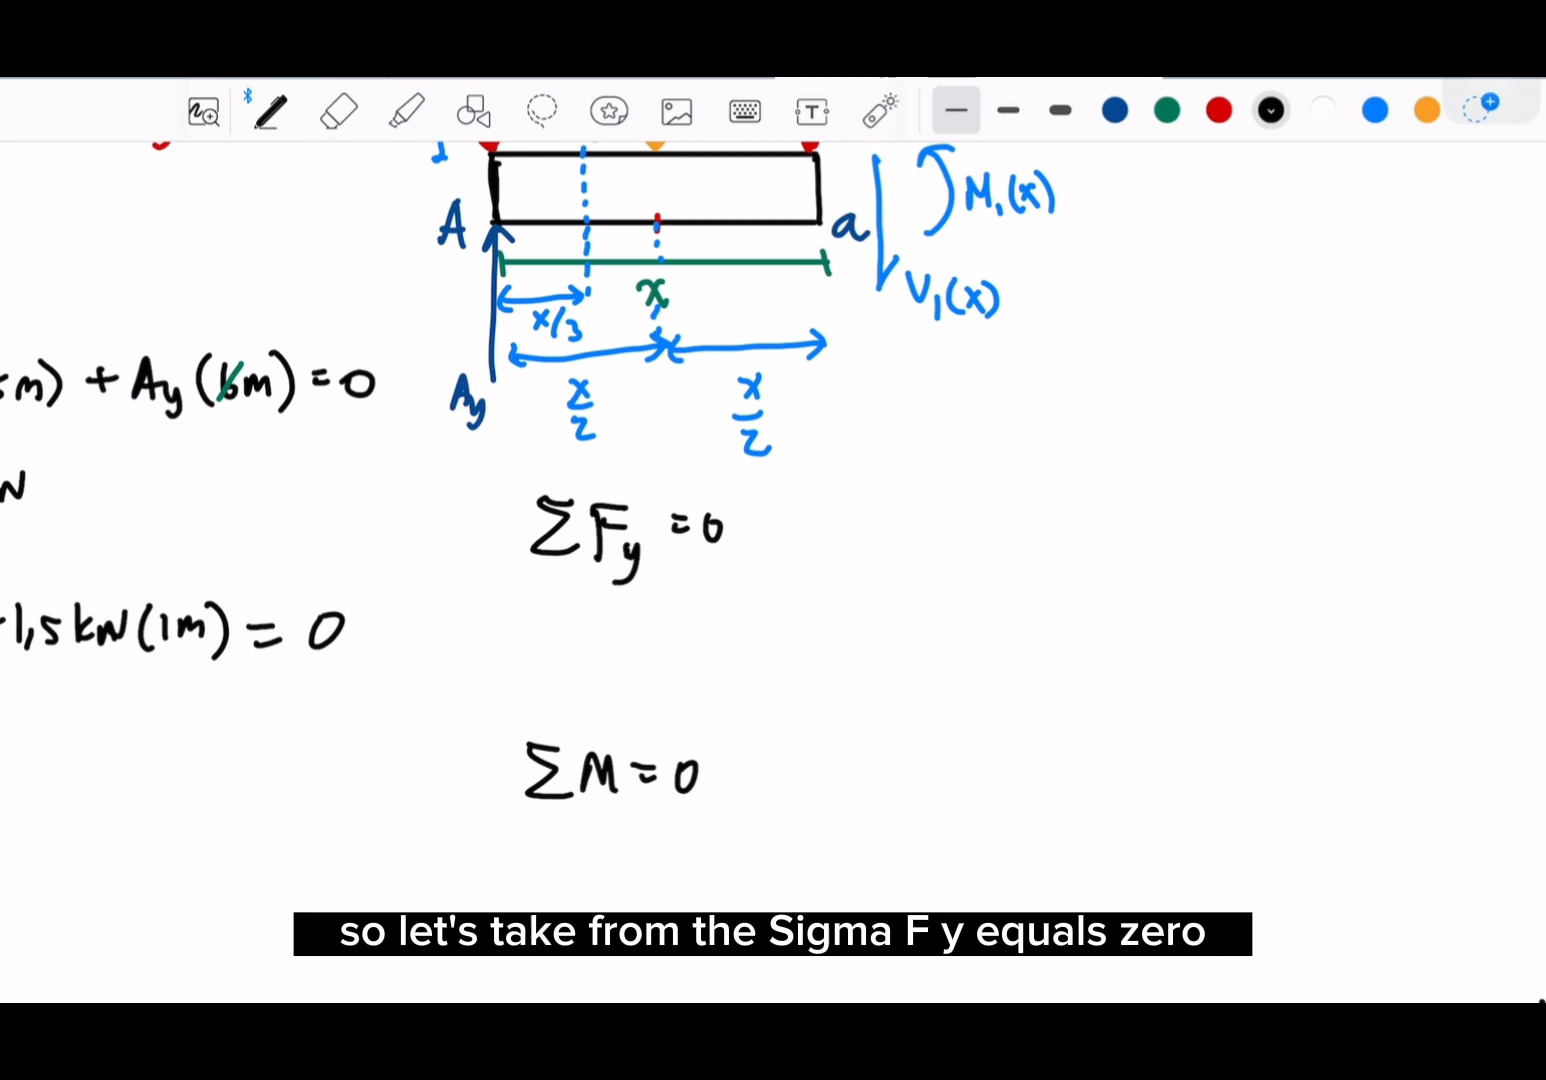 M₁(x)
A
a
x
V₁(x)
x/3
m) + Ay (6m) = 0
Ay
x/2
x/2
N
ΣFy = 0
1,5 kN (1m) = 0
ΣM = 0
so let's take from the Sigma F y equals zero